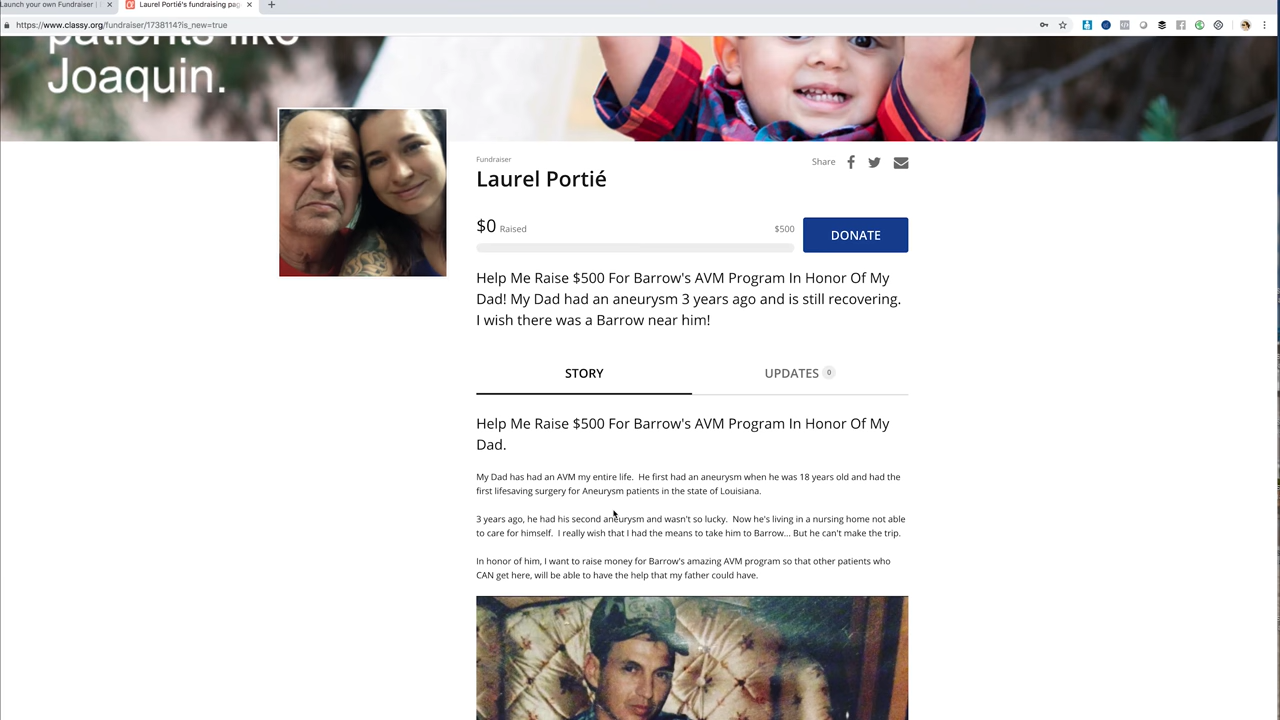 Launch your own Fundraiser |
Laurel Portié's fundraising pag
https://www.classy.org/fundraiser/1738114?is_new=true
patients like
Joaquin.
Fundraiser
Share
Laurel Portié
$0 Raised
$500
DONATE
Help Me Raise $500 For Barrow's AVM Program In Honor Of My
Dad! My Dad had an aneurysm 3 years ago and is still recovering.
I wish there was a Barrow near him!
STORY
UPDATES 0
Help Me Raise $500 For Barrow's AVM Program In Honor Of My
Dad.
My Dad has had an AVM my entire life. He first had an aneurysm when he was 18 years old and had the
first lifesaving surgery for Aneurysm patients in the state of Louisiana.
3 years ago, he had his second aneurysm and wasn't so lucky. Now he's living in a nursing home not able
to care for himself. I really wish that I had the means to take him to Barrow... But he can't make the trip.
In honor of him, I want to raise money for Barrow's amazing AVM program so that other patients who
CAN get here, will be able to have the help that my father could have.